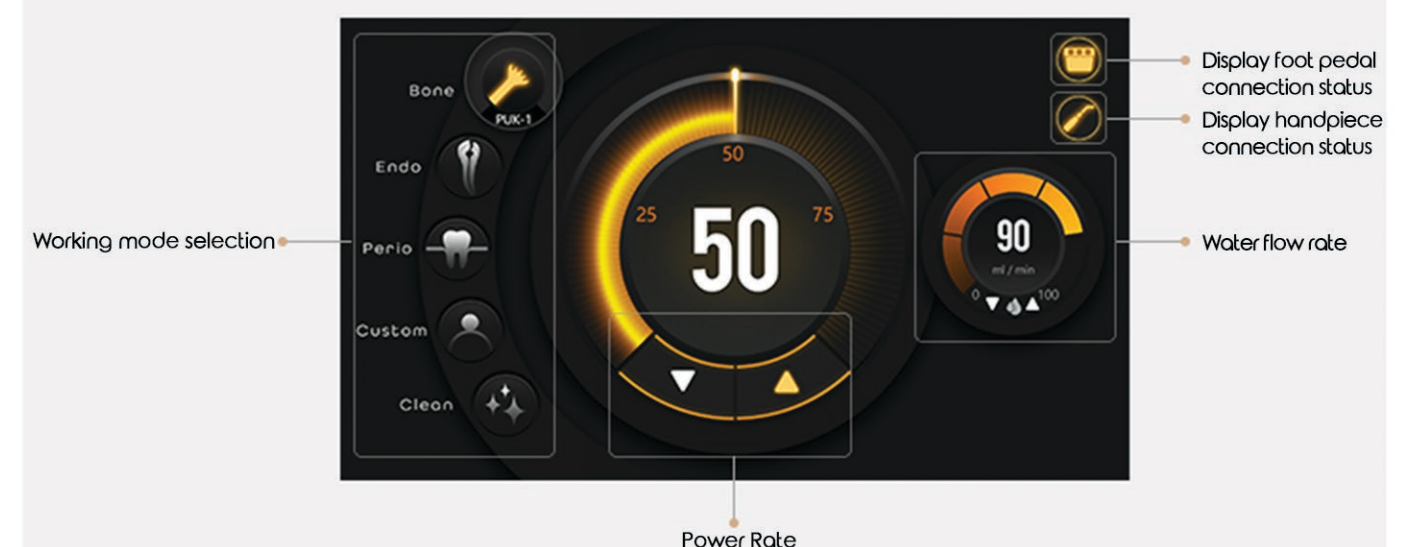 Bone
PUK-1
Endo
Perio
Custom
Clean
Working mode selection
50
25
75
50
Power Rate
Display foot pedal
connection status
Display handpiece
connection status
90
ml / min
0
100
Water flow rate